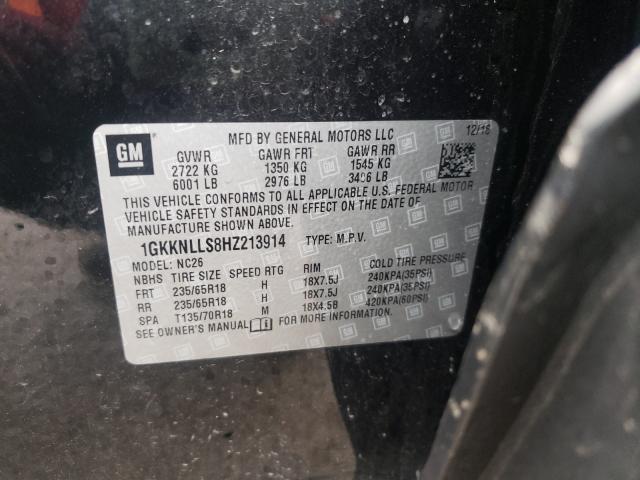 GM
MFD BY GENERAL MOTORS LLC 12/16
GVWR GAWR FRT GAWR RR
2722 KG 1350 KG 1545 KG
6001 LB 2976 LB 3406 LB
THIS VEHICLE CONFORMS TO ALL APPLICABLE U.S. FEDERAL MOTOR
VEHICLE SAFETY AND THEFT PREVENTION STANDARDS IN EFFECT ON THE DATE OF
MANUFACTURE SHOWN ABOVE.
1GKKNLLS8HZ213914 TYPE: M.P.V.
MODEL: NC26
NBHS TIRE SIZE SPEED RTG RIM COLD TIRE PRESSURE
FRT 235/65R18 H 18X7.5J 240KPA(35PSI)
RR 235/65R18 H 18X7.5J 240KPA(35PSI)
SPA T135/70R18 M 18X4.5B 420KPA(60PSI)
SEE OWNER'S MANUAL FOR MORE INFORMATION.